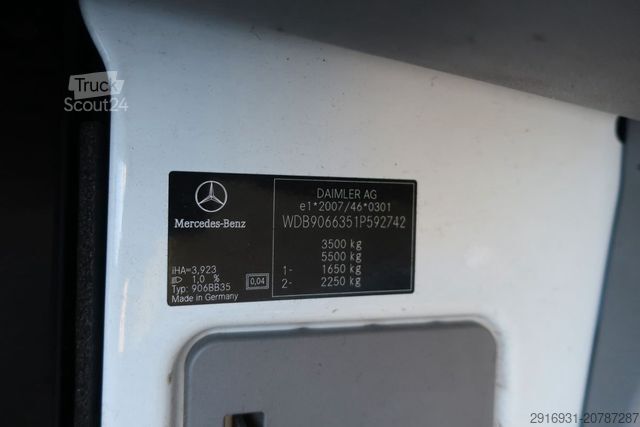 Truck
Scout24
Mercedes-Benz
iHA=3,923
1,0 %
Typ: 906BB35
Made in Germany
0,04
DAIMLER AG
e1*2007/46*0301
WDB9066351P592742
3500 kg
5500 kg
1- 1650 kg
2- 2250 kg
2916931-20787287